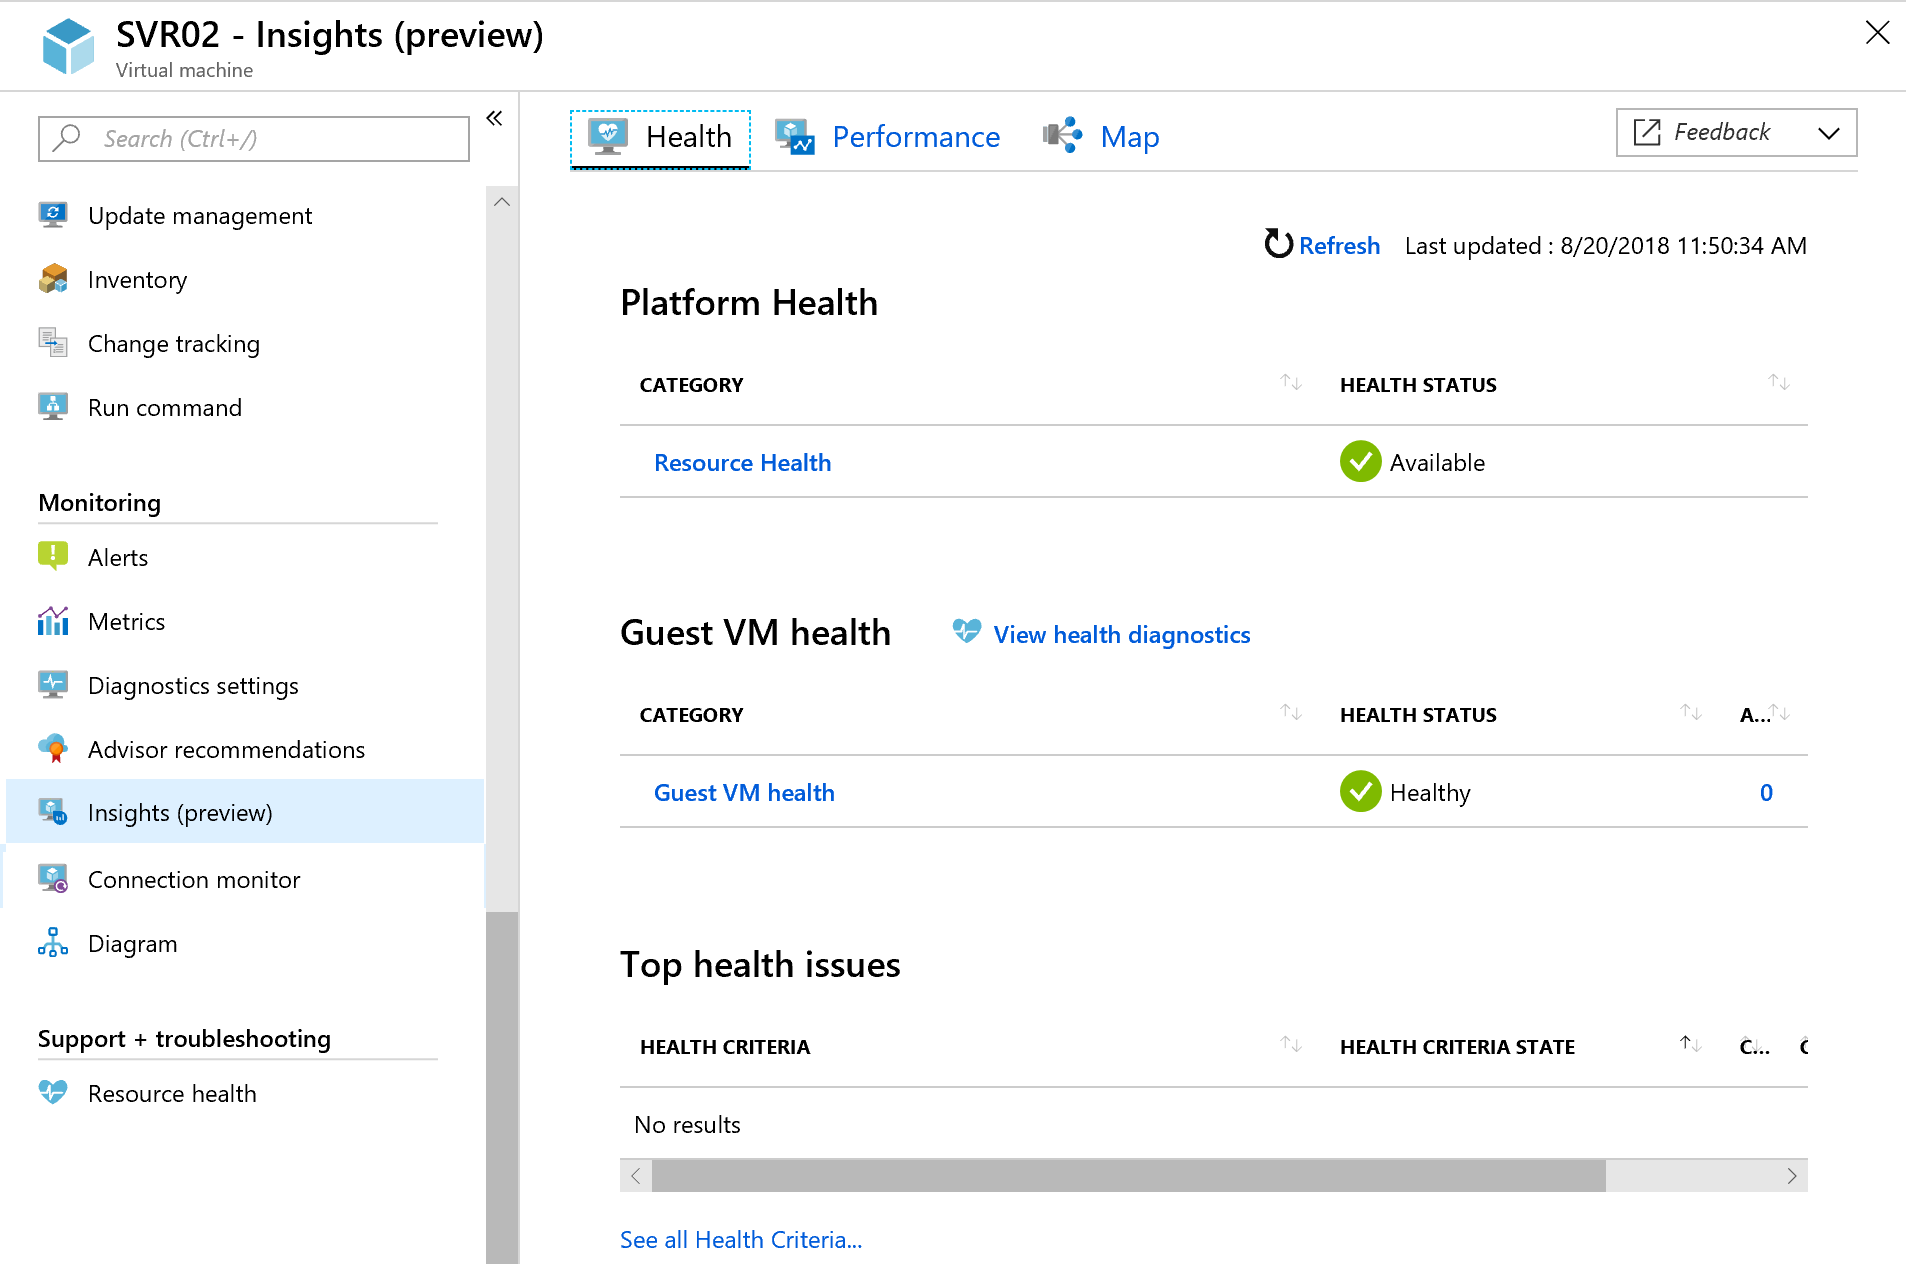 SVR02 - Insights (preview)
Virtual machine
Search (Ctrl+/)
Update management
Inventory
Change tracking
Run command
Monitoring
Alerts
Metrics
Diagnostics settings
Advisor recommendations
Insights (preview)
Connection monitor
Diagram
Support + troubleshooting
Resource health
Health Performance Map
Feedback
Refresh Last updated : 8/20/2018 11:50:34 AM
Platform Health
CATEGORY HEALTH STATUS
Resource Health Available
Guest VM health View health diagnostics
CATEGORY HEALTH STATUS A...
Guest VM health Healthy 0
Top health issues
HEALTH CRITERIA HEALTH CRITERIA STATE C...
No results
See all Health Criteria...